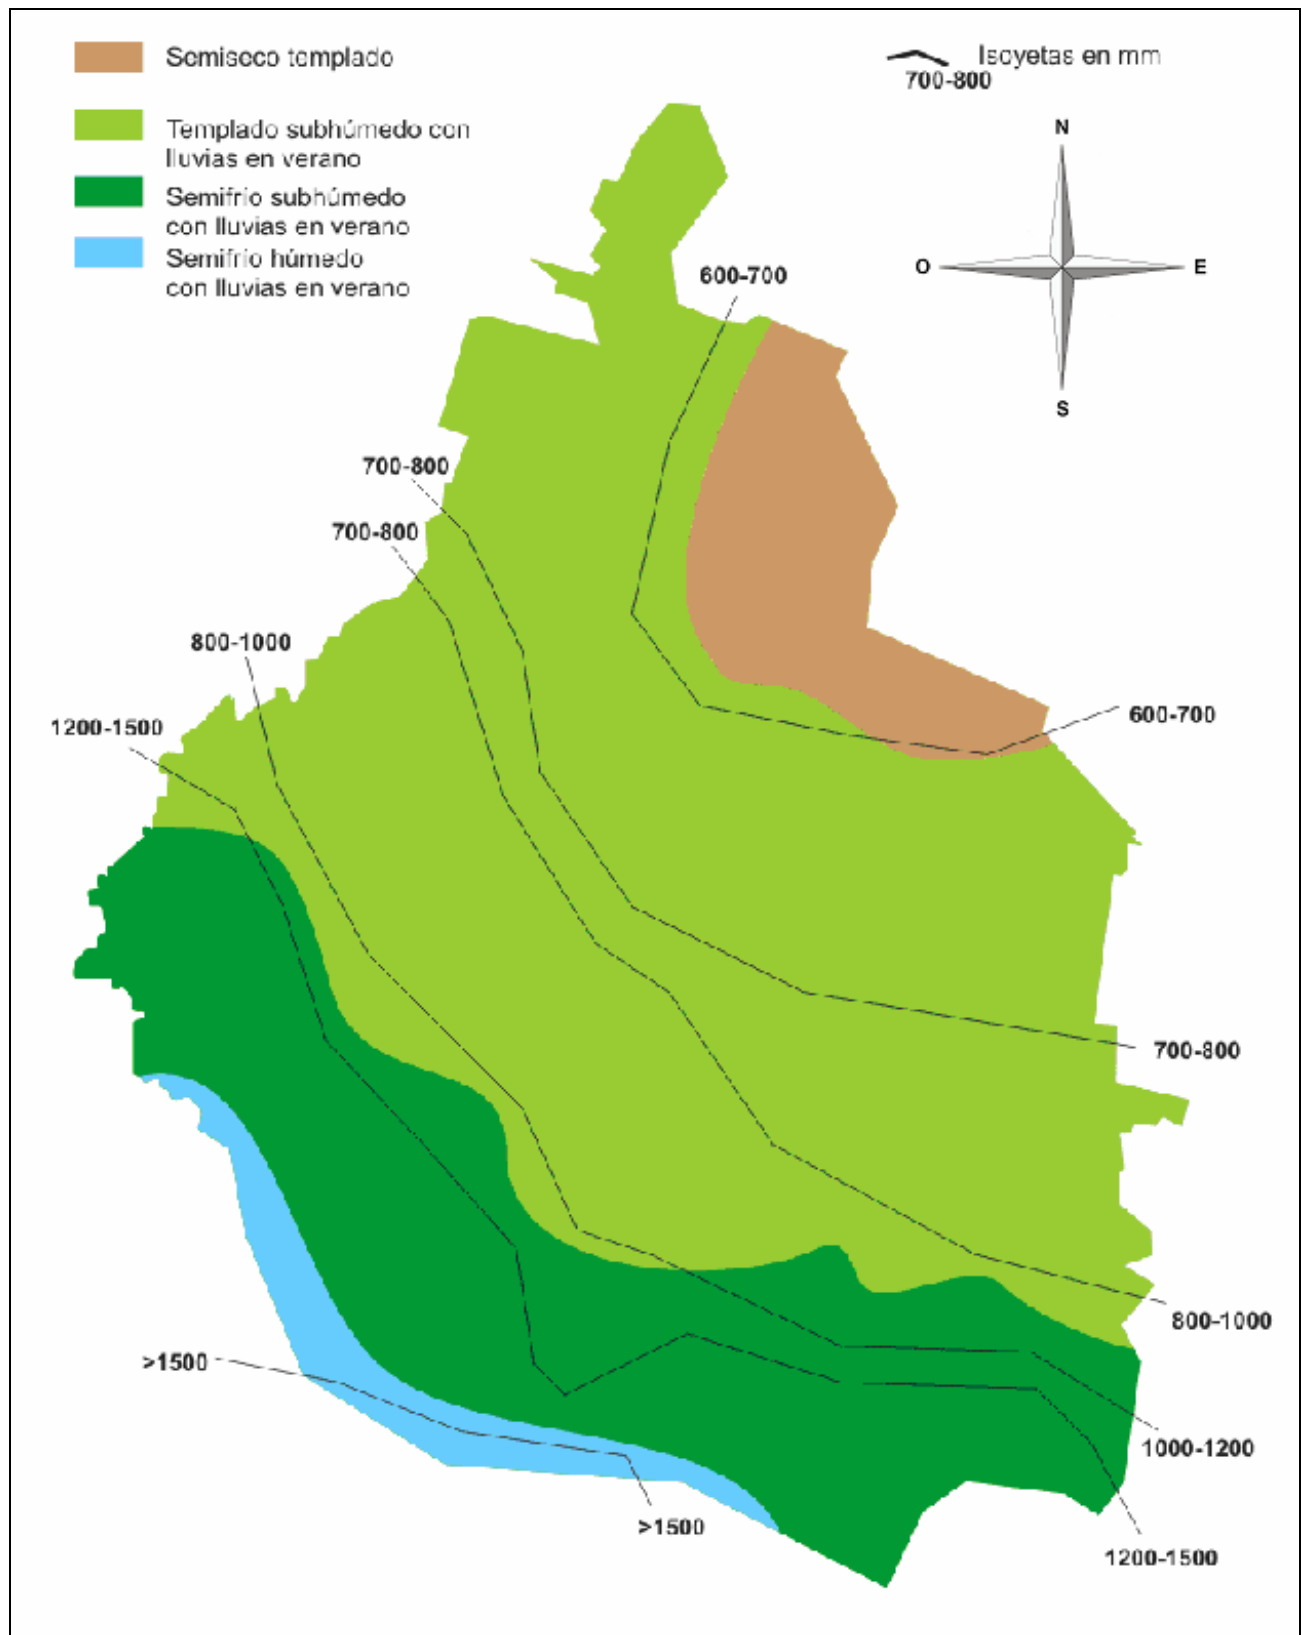 Semiseco templado
Isoyetas en mm
700-800
Templado subhúmedo con
lluvias en verano
Semifrío subhúmedo
con lluvias en verano
Semifrío húmedo
con lluvias en verano
N
O
E
S
600-700
700-800
700-800
800-1000
1200-1500
600-700
700-800
800-1000
>1500
1000-1200
>1500
1200-1500